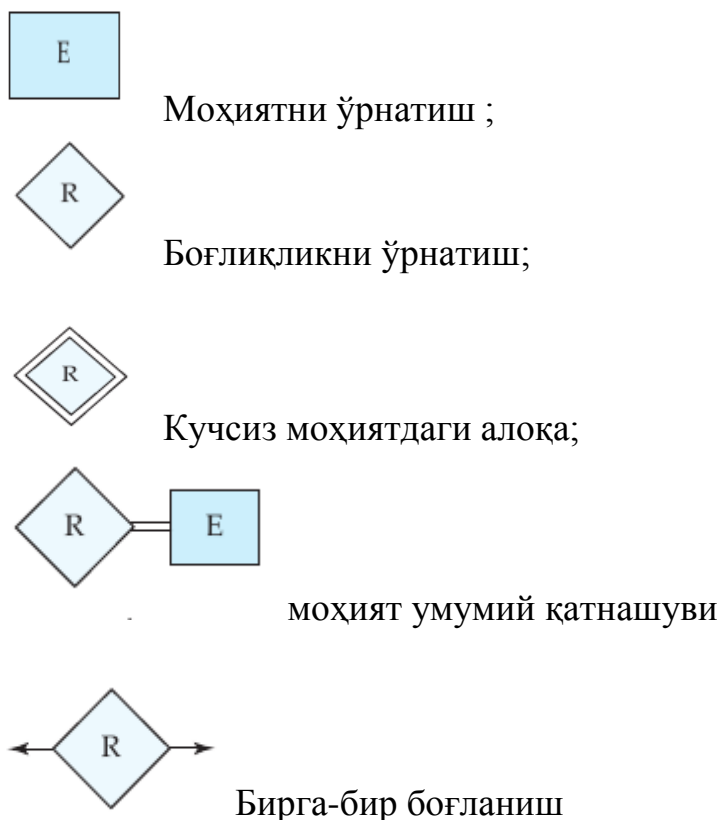 E
Моҳиятни ўрнатиш ;
R
Боғлиқликни ўрнатиш;
R
Кучсиз моҳиятдаги алоқа;
R E
моҳият умумий қатнашуви
R
Бирга-бир боғланиш